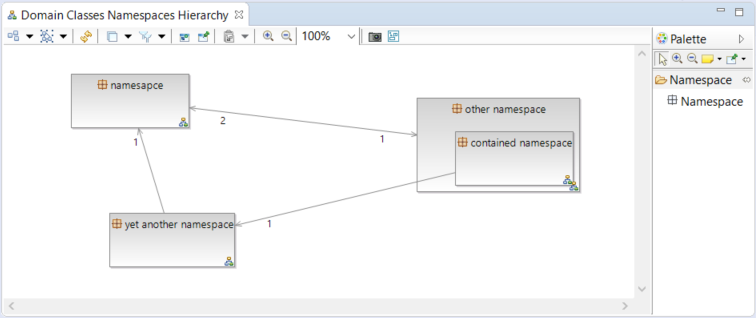 Domain Classes Namespaces Hierarchy
100%
Palette
Namespace
Namespace
namesapce
other namespace
contained namespace
2
1
1
yet another namespace
1